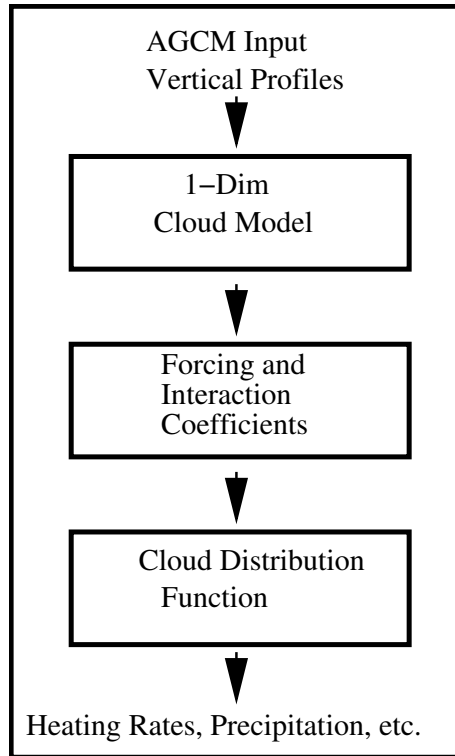 AGCM Input
Vertical Profiles
1−Dim
Cloud Model
Forcing and
Interaction
Coefficients
Cloud Distribution
Function
Heating Rates, Precipitation, etc.